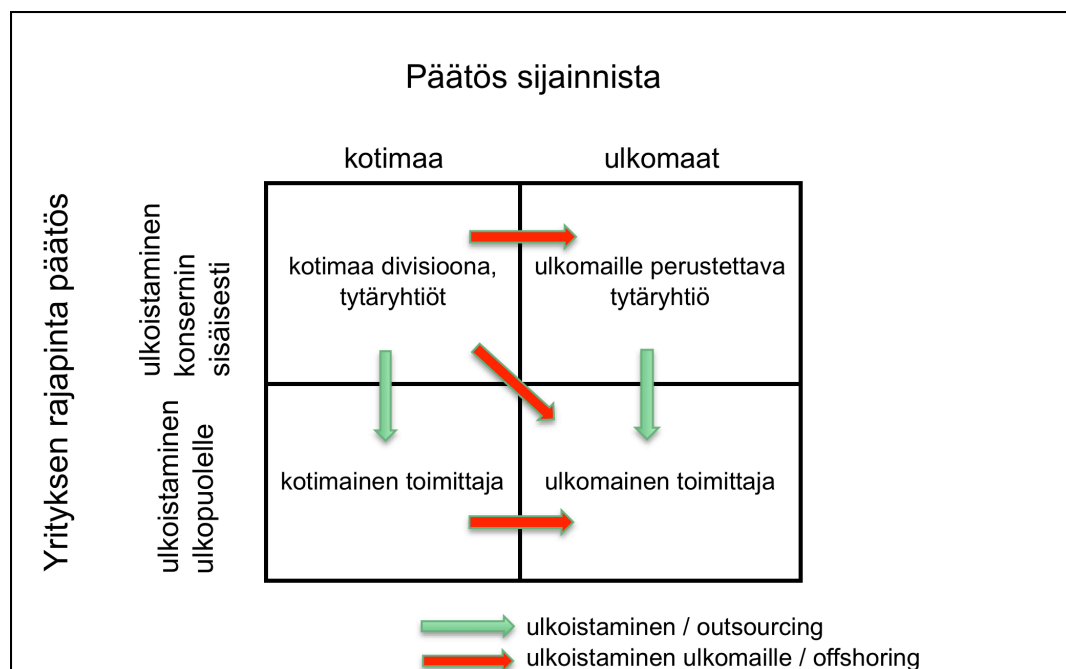 Päätös sijainnista
kotimaa
ulkomaat
Yrityksen rajapinta päätös
ulkoistaminen
konsernin
sisäisesti
kotimaa divisioona,
tytäryhtiöt
ulkomaille perustettava
tytäryhtiö
ulkoistaminen
ulkopuolelle
kotimainen toimittaja
ulkomainen toimittaja
ulkoistaminen / outsourcing
ulkoistaminen ulkomaille / offshoring